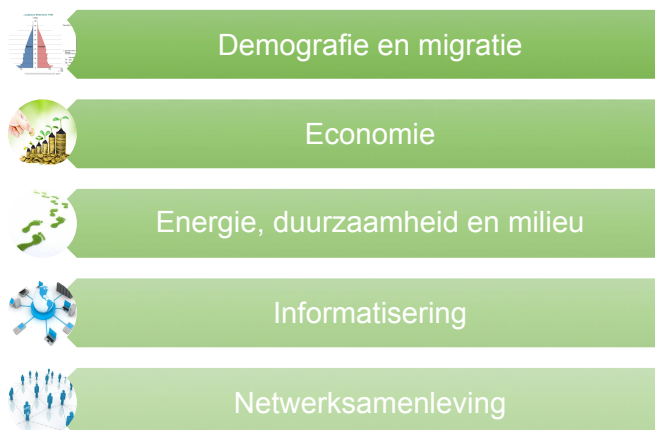 Demografie en migratie
Economie
Energie, duurzaamheid en milieu
Informatisering
Netwerksamenleving